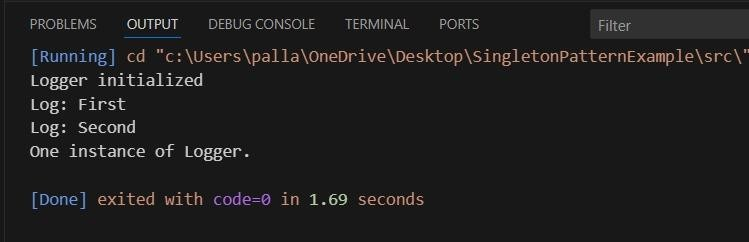 PROBLEMS OUTPUT DEBUG CONSOLE TERMINAL PORTS Filter
[Running] cd "c:\Users\palla\OneDrive\Desktop\SingletonPatternExample\src\"
Logger initialized
Log: First
Log: Second
One instance of Logger.
[Done] exited with code=0 in 1.69 seconds